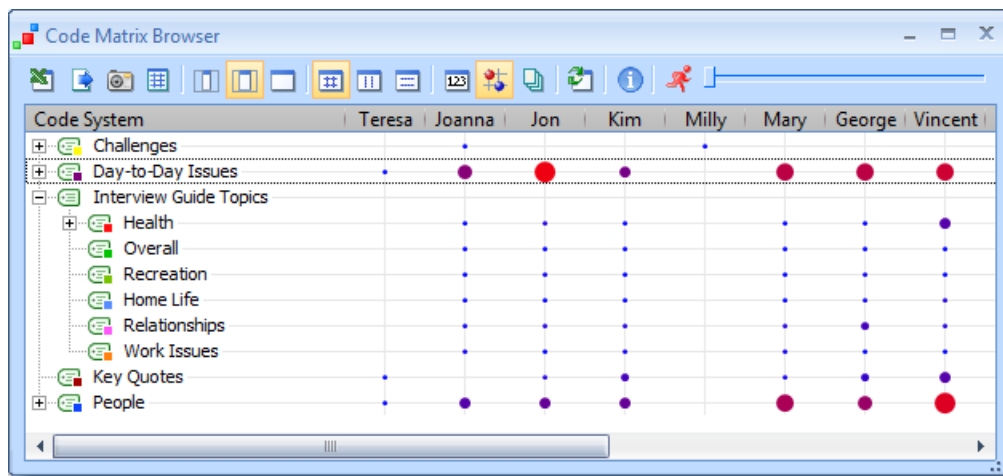 Code Matrix Browser
123
Code System Teresa Joanna Jon Kim Milly Mary George Vincent
Challenges
Day-to-Day Issues
Interview Guide Topics
Health
Overall
Recreation
Home Life
Relationships
Work Issues
Key Quotes
People